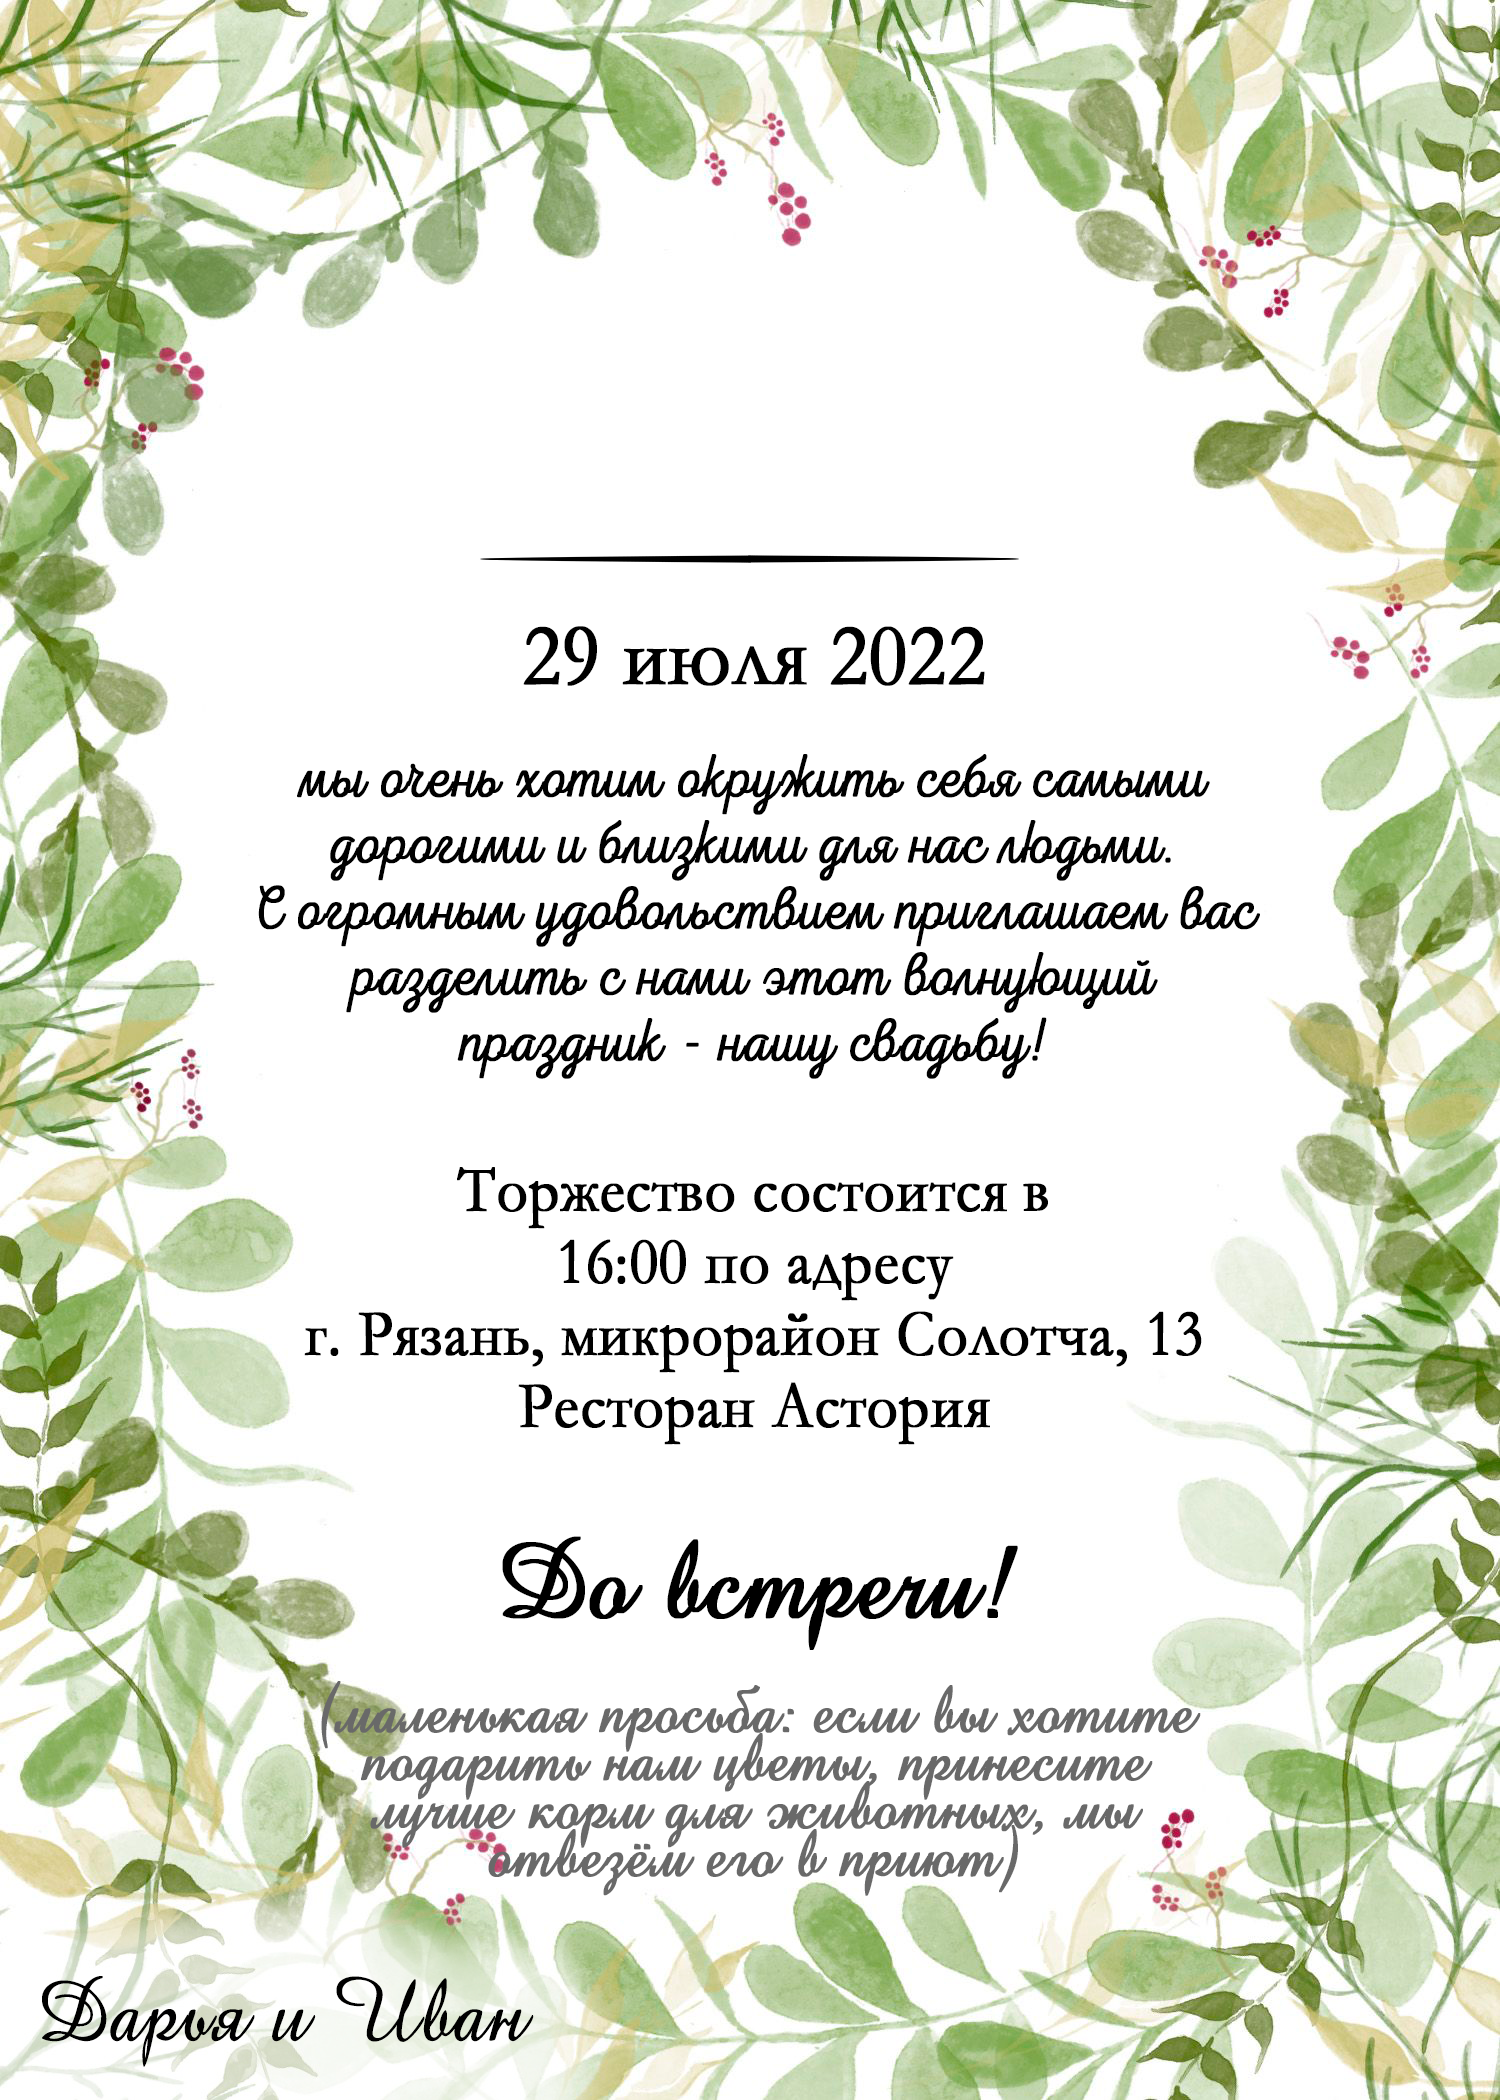 29 июля 2022
мы очень хотим окружить себя самыми
дорогими и близкими для нас людьми.
С огромным удовольствием приглашаем вас
разделить с нами этот волнующий
праздник - нашу свадьбу!
Торжество состоится в
16:00 по адресу
г. Рязань, микрорайон Солотча, 13
Ресторан Астория
До встречи!
(маленькая просьба: если вы хотите
подарить нам цветы, принесите
лучше корм для животных, мы
отвезём его в приют)
Дарья и Иван